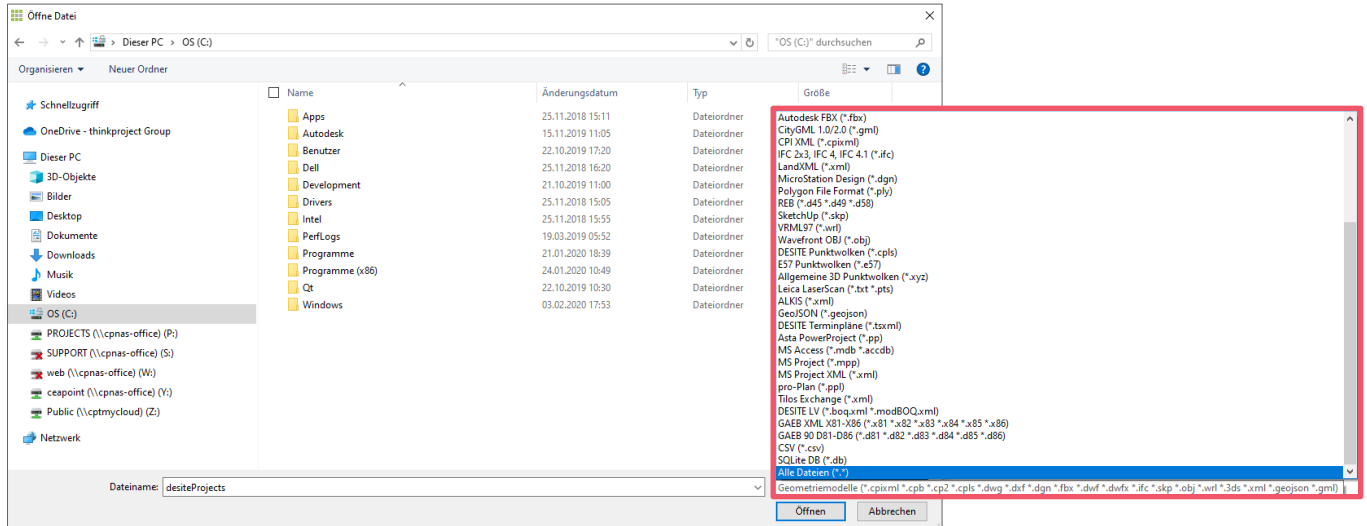 Öffne Datei
Dieser PC > OS (C:)
"OS (C:)" durchsuchen
Organisieren
Neuer Ordner
Name
Änderungsdatum
Typ
Größe
Schnellzugriff
OneDrive - thinkproject Group
Dieser PC
3D-Objekte
Bilder
Desktop
Dokumente
Downloads
Musik
Videos
OS (C:)
PROJECTS (\\cpnas-office) (P:)
SUPPORT (\\cpnas-office) (S:)
web (\\cpnas-office) (W:)
ceapoint (\\cpnas-office) (Y:)
Public (\\cptmycloud) (Z:)
Netzwerk
Apps 25.11.2018 15:11 Dateiordner
Autodesk 15.11.2019 11:05 Dateiordner
Benutzer 22.10.2019 17:20 Dateiordner
Dell 25.11.2018 16:20 Dateiordner
Development 21.10.2019 11:00 Dateiordner
Drivers 25.11.2018 15:05 Dateiordner
Intel 25.11.2018 15:55 Dateiordner
PerfLogs 19.03.2019 05:52 Dateiordner
Programme 21.01.2020 18:39 Dateiordner
Programme (x86) 24.01.2020 10:49 Dateiordner
Qt 22.10.2019 10:30 Dateiordner
Windows 03.02.2020 17:53 Dateiordner
Autodesk FBX (*.fbx)
CityGML 1.0/2.0 (*.gml)
CPI XML (*.cpixml)
IFC 2x3, IFC 4, IFC 4.1 (*.ifc)
LandXML (*.xml)
MicroStation Design (*.dgn)
Polygon File Format (*.ply)
REB (*.d45 *.d49 *.d58)
SketchUp (*.skp)
VRML97 (*.wrl)
Wavefront OBJ (*.obj)
DESITE Punktwolken (*.cpls)
E57 Punktwolken (*.e57)
Allgemeine 3D Punktwolken (*.xyz)
Leica LaserScan (*.txt *.pts)
ALKIS (*.xml)
GeoJSON (*.geojson)
DESITE Terminpläne (*.tsxml)
Asta PowerProject (*.pp)
MS Access (*.mdb *.accdb)
MS Project (*.mpp)
MS Project XML (*.xml)
pro-Plan (*.ppl)
Tilos Exchange (*.xml)
DESITE LV (*.boq.xml *.modBOQ.xml)
GAEB XML X81-X86 (*.x81 *.x82 *.x83 *.x84 *.x85 *.x86)
GAEB 90 D81-D86 (*.d81 *.d82 *.d83 *.d84 *.d85 *.d86)
CSV (*.csv)
SQLite DB (*.db)
Alle Dateien (*.*)
Dateiname: desiteProjects
Geometriemodelle (*.cpixml *.cpb *.cp2 *.cpls *.dwg *.dxf *.dgn *.fbx *.dwf *.dwfx *.ifc *.skp *.obj *.wrl *.3ds *.xml *.geojson *.gml)
Öffnen
Abbrechen